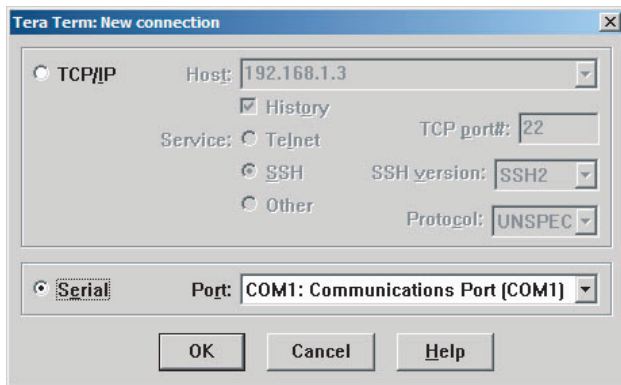 Tera Term: New connection
TCP/IP Host: 192.168.1.3
History
Service: Telnet TCP port#: 22
SSH SSH version: SSH2
Other Protocol: UNSPEC
Serial Port: COM1: Communications Port (COM1)
OK Cancel Help